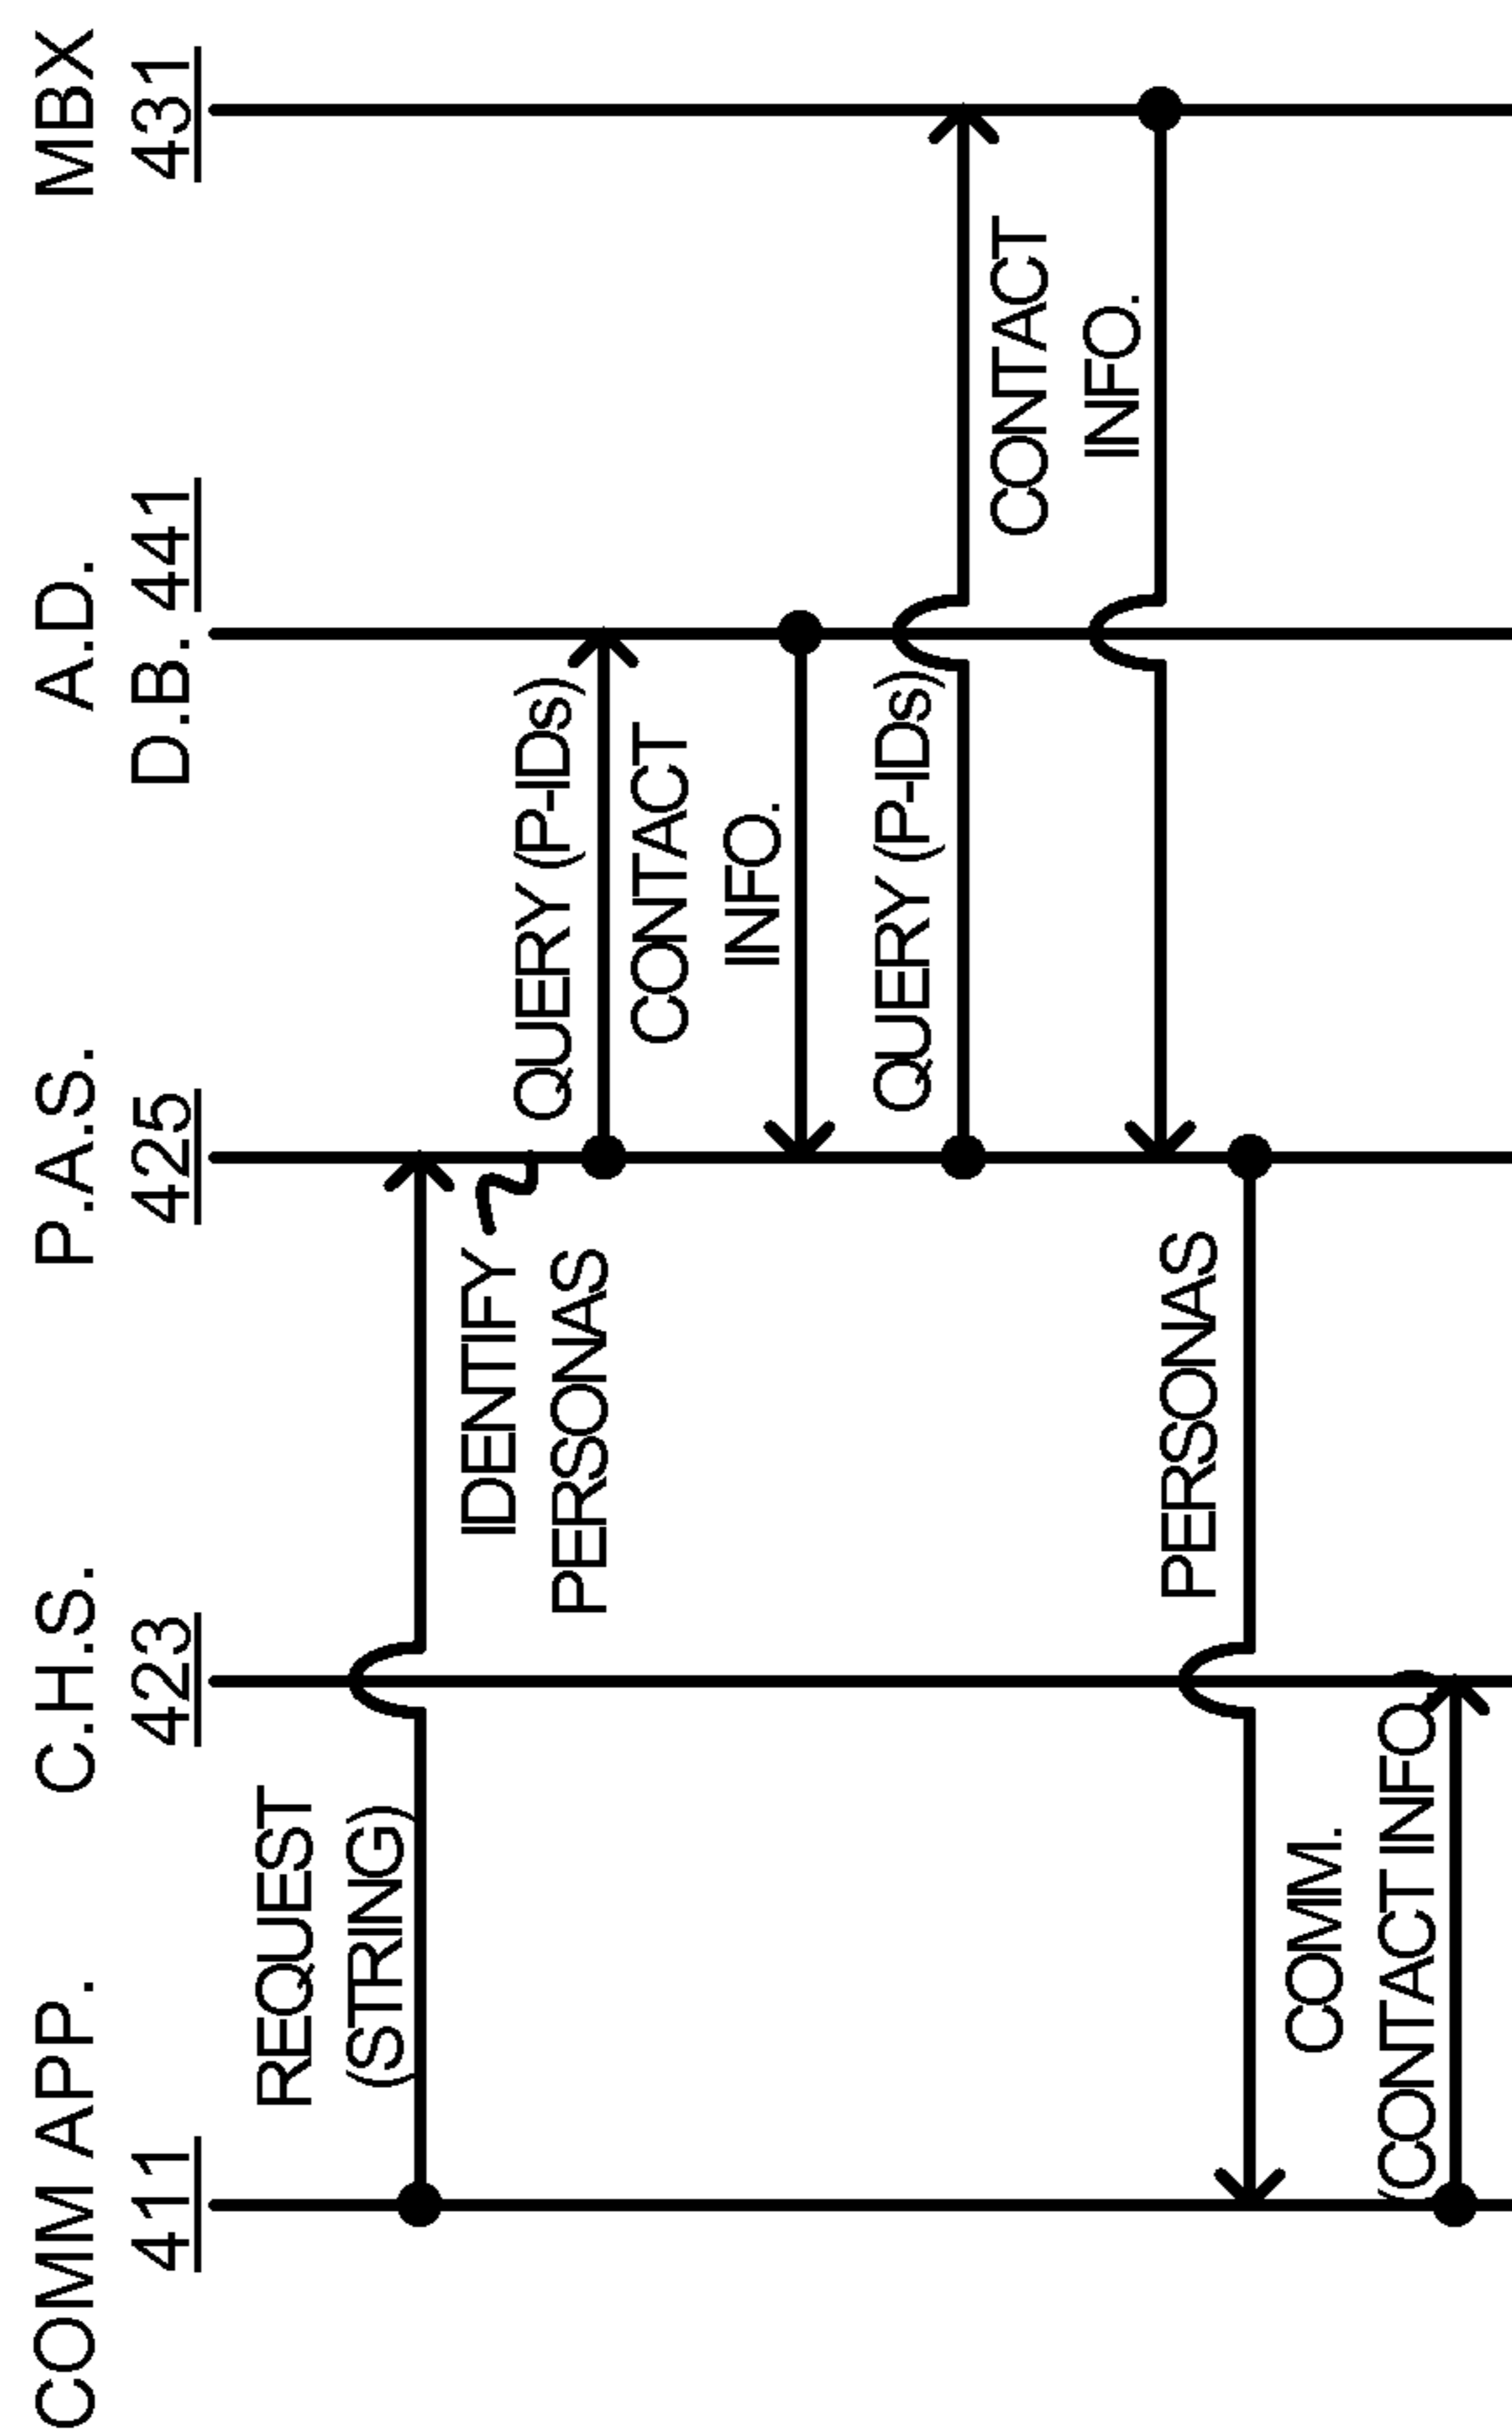 COMM APP.
411
C.H.S.
423
P.A.S.
425
A.D.
D.B. 441
MBX
431
REQUEST
(STRING)
IDENTIFY
PERSONAS
QUERY (P-IDs)
CONTACT
INFO.
QUERY (P-IDs)
CONTACT
INFO.
PERSONAS
COMM.
(CONTACT INFO.)